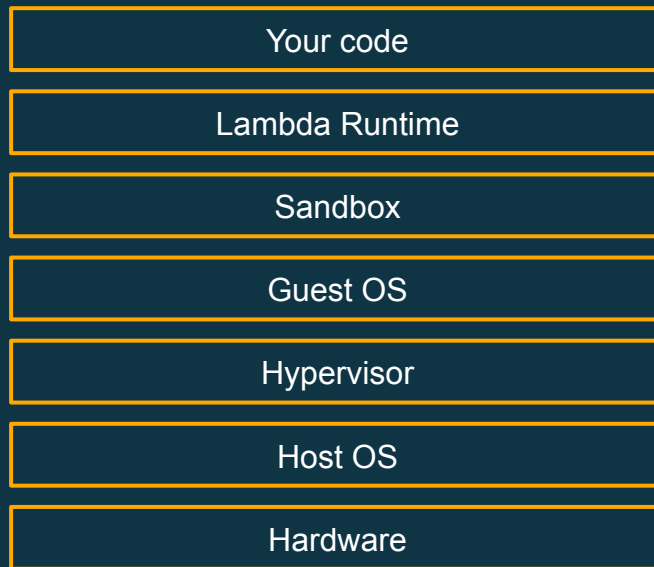 Your code
Lambda Runtime
Sandbox
Guest OS
Hypervisor
Host OS
Hardware